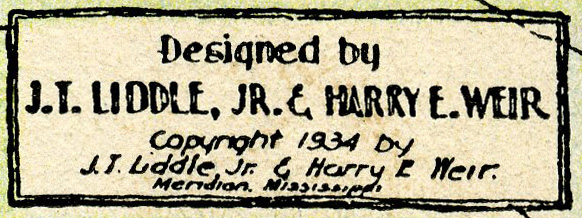 Designed by
J.T. LIDDLE, JR. & HARRY E. WEIR
Copyright 1934 by
J.T. Liddle, Jr. & Harry E Weir.
Meridian, Mississippi